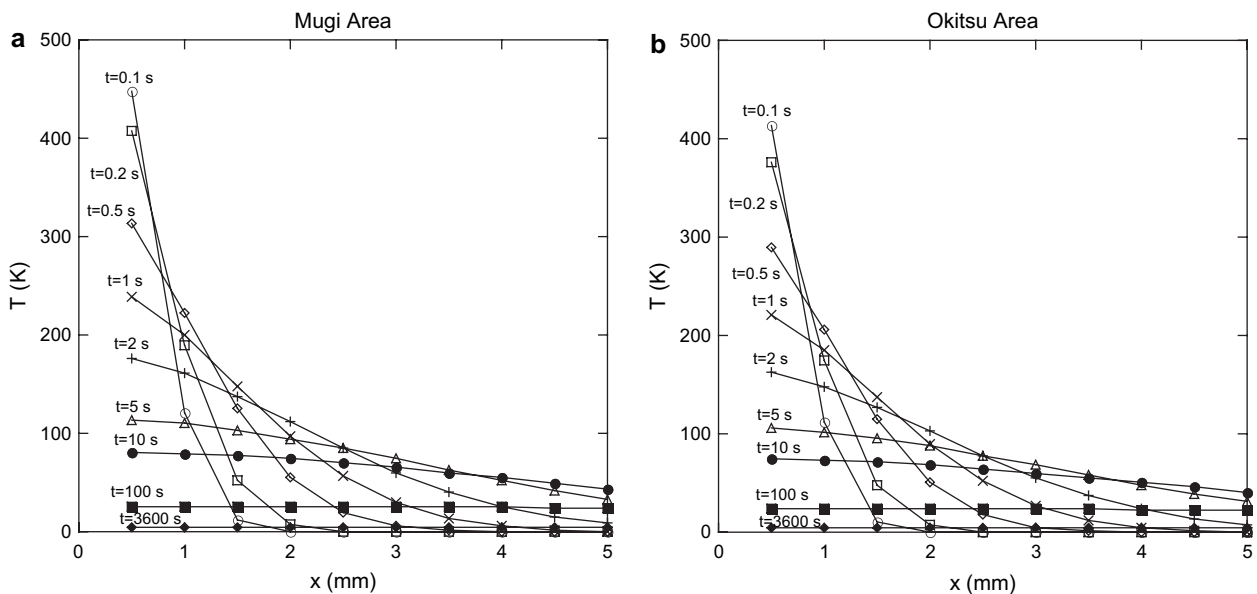 Mugi Area
a
500
400
300
200
100
0
T (K)
t=0.1 s
t=0.2 s
t=0.5 s
t=1 s
t=2 s
t=5 s
t=10 s
t=100 s
t=3600 s
0 1 2 3 4 5
x (mm)
Okitsu Area
b
500
400
300
200
100
0
T (K)
t=0.1 s
t=0.2 s
t=0.5 s
t=1 s
t=2 s
t=5 s
t=10 s
t=100 s
t=3600 s
0 1 2 3 4 5
x (mm)